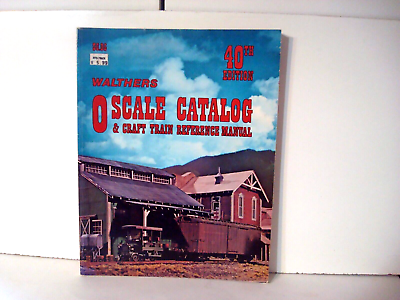 40TH
EDITION
WALTHERS
O SCALE CATALOG
& CRAFT TRAIN REFERENCE MANUAL